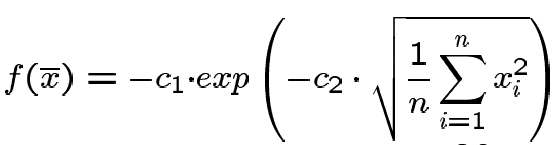 f(x̅) = −c₁·exp (−c₂ · √(1/n ∑ᵢ₌₁ⁿ xᵢ²))